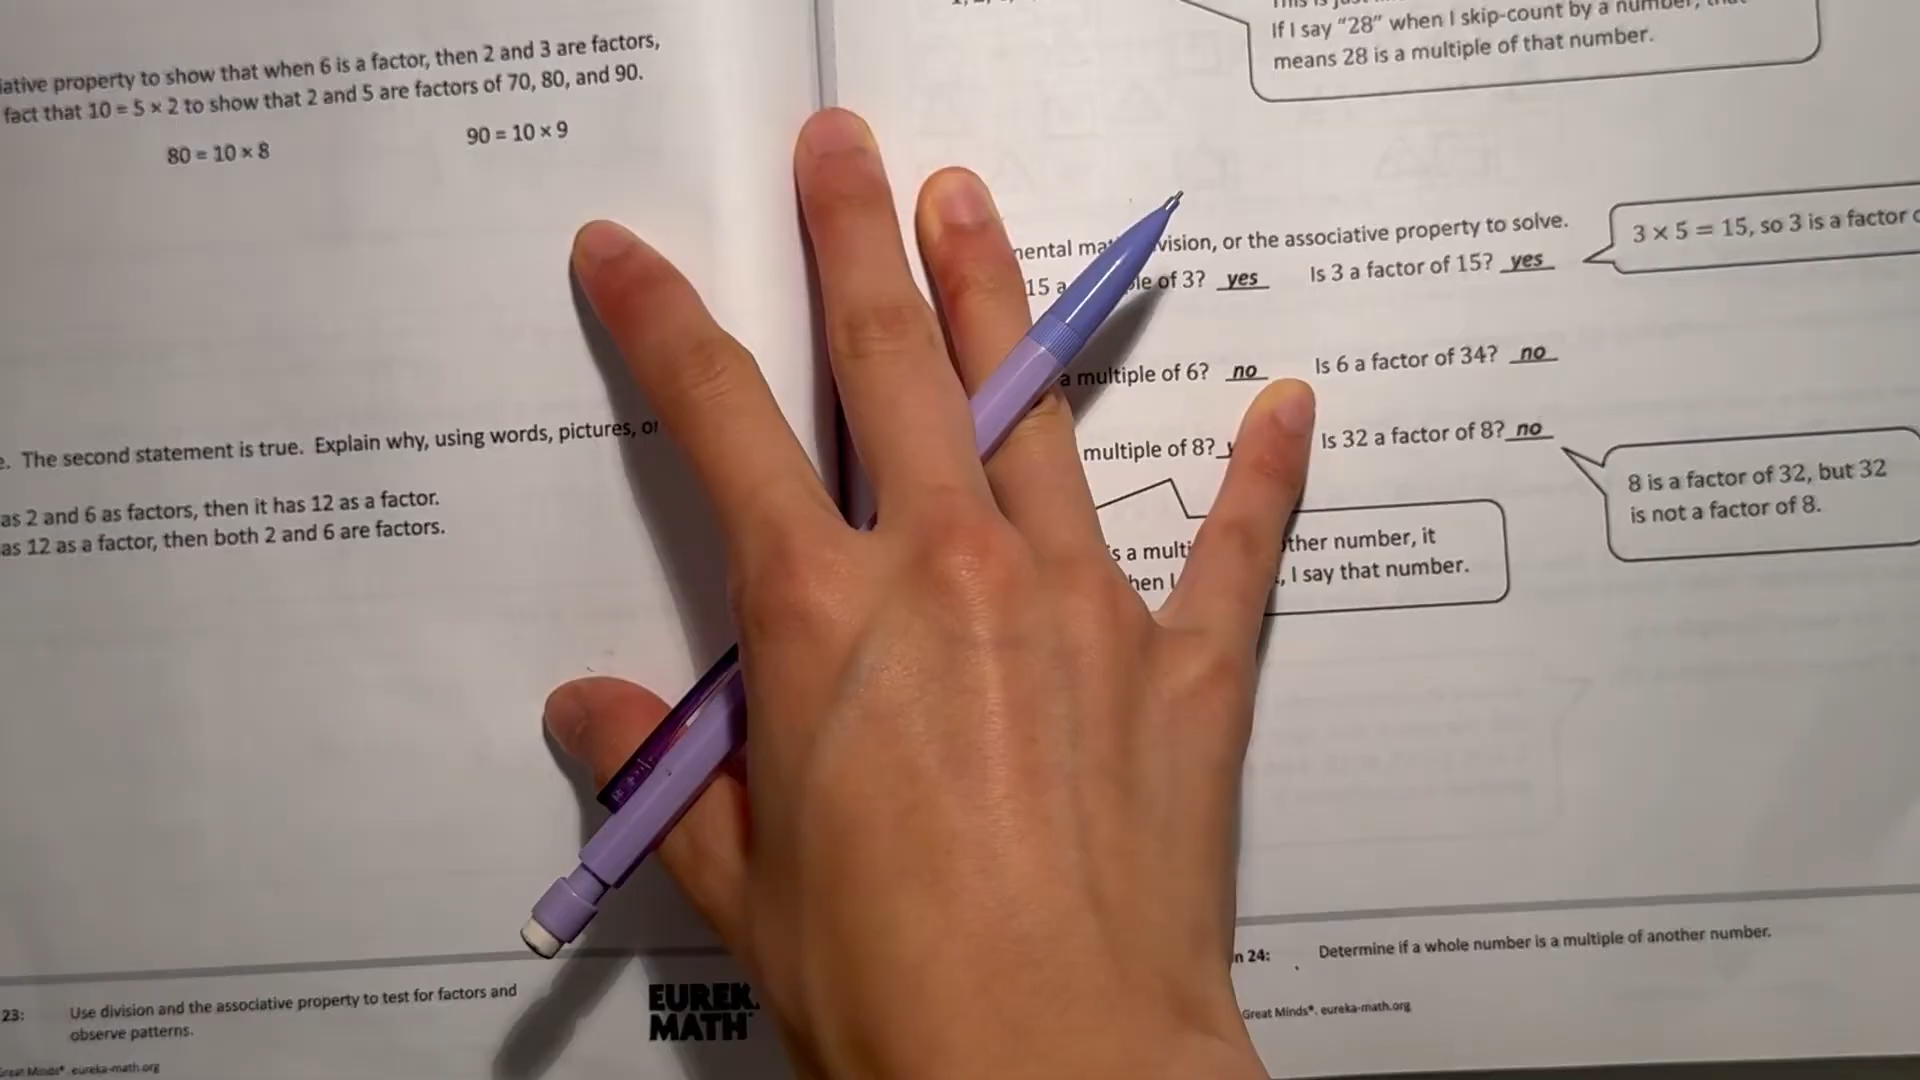 property to show that when 6 is a factor, then 2 and 3 are factors,
fact that 10 = 5 × 2 to show that 2 and 5 are factors of 70, 80, and 90.
80 = 10 × 8
90 = 10 × 9
The second statement is true. Explain why, using words, pictures,
as 2 and 6 as factors, then it has 12 as a factor.
as 12 as a factor, then both 2 and 6 are factors.
23:
Use division and the associative property to test for factors and
observe patterns.
Great Minds®. eureka-math.org
EUREK
MATH
If I say "28" when I skip-count by a number,
means 28 is a multiple of that number.
or the associative property to solve.
15 of 3? yes
Is 3 a factor of 15? yes
3 × 5 = 15, so 3 is a factor
a multiple of 6? no
Is 6 a factor of 34? no
multiple of 8?
Is 32 a factor of 8? no
8 is a factor of 32, but 32
is not a factor of 8.
s a number, it
I say that number.
24:
Determine if a whole number is a multiple of another number.
Great Minds®. eureka-math.org